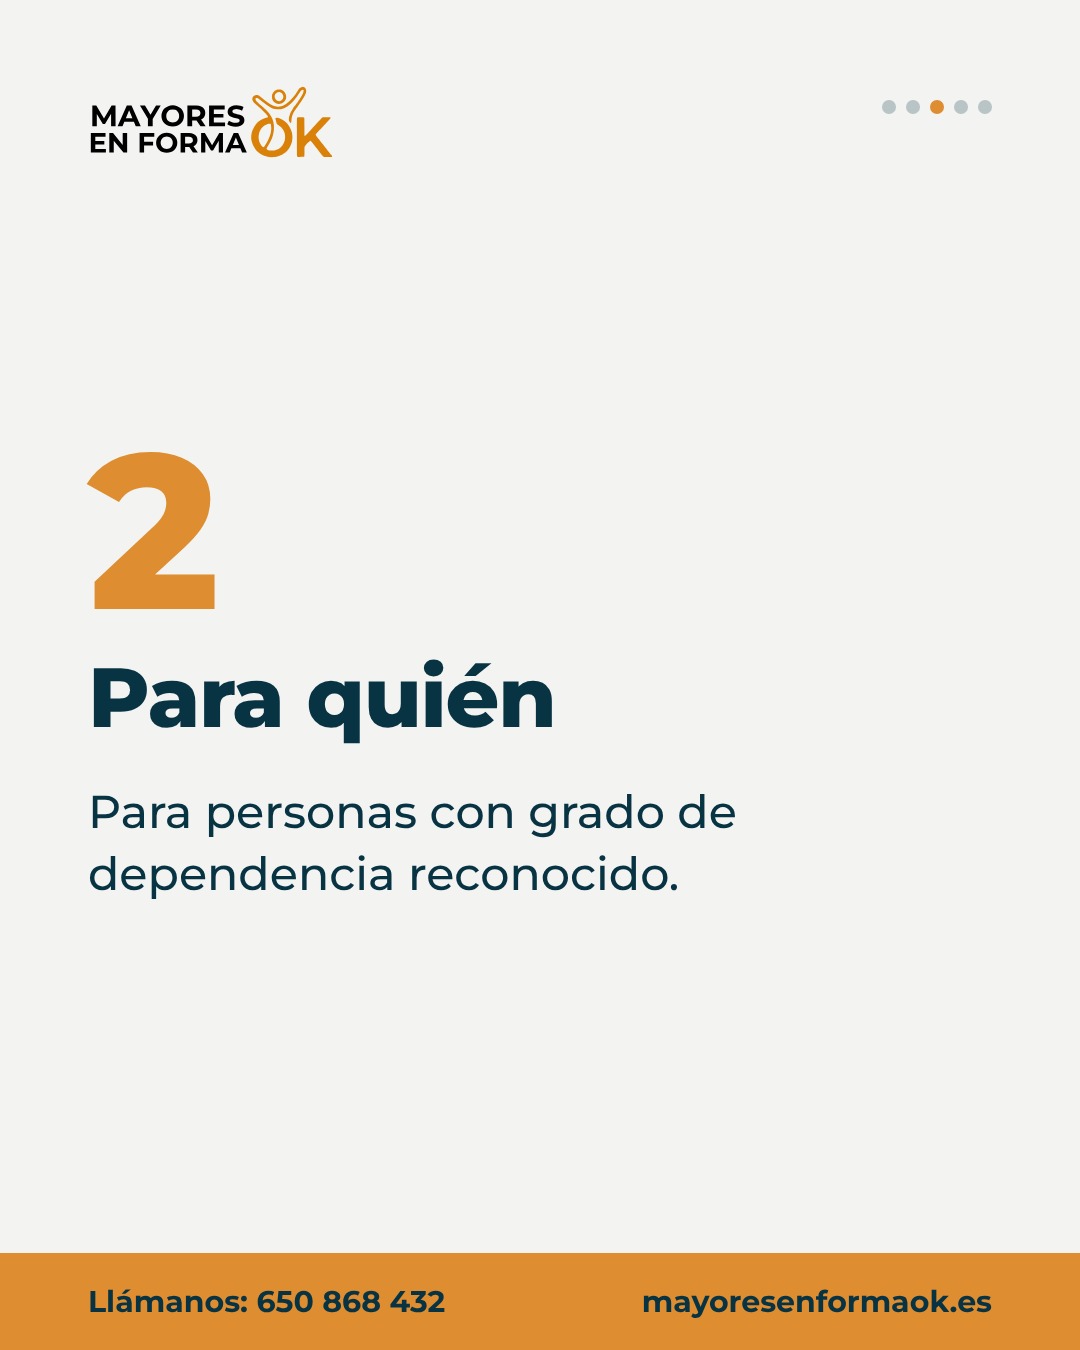 MAYORES
EN FORMA OK
2
Para quién
Para personas con grado de
dependencia reconocido.
Llámanos: 650 868 432
mayoresenformaok.es